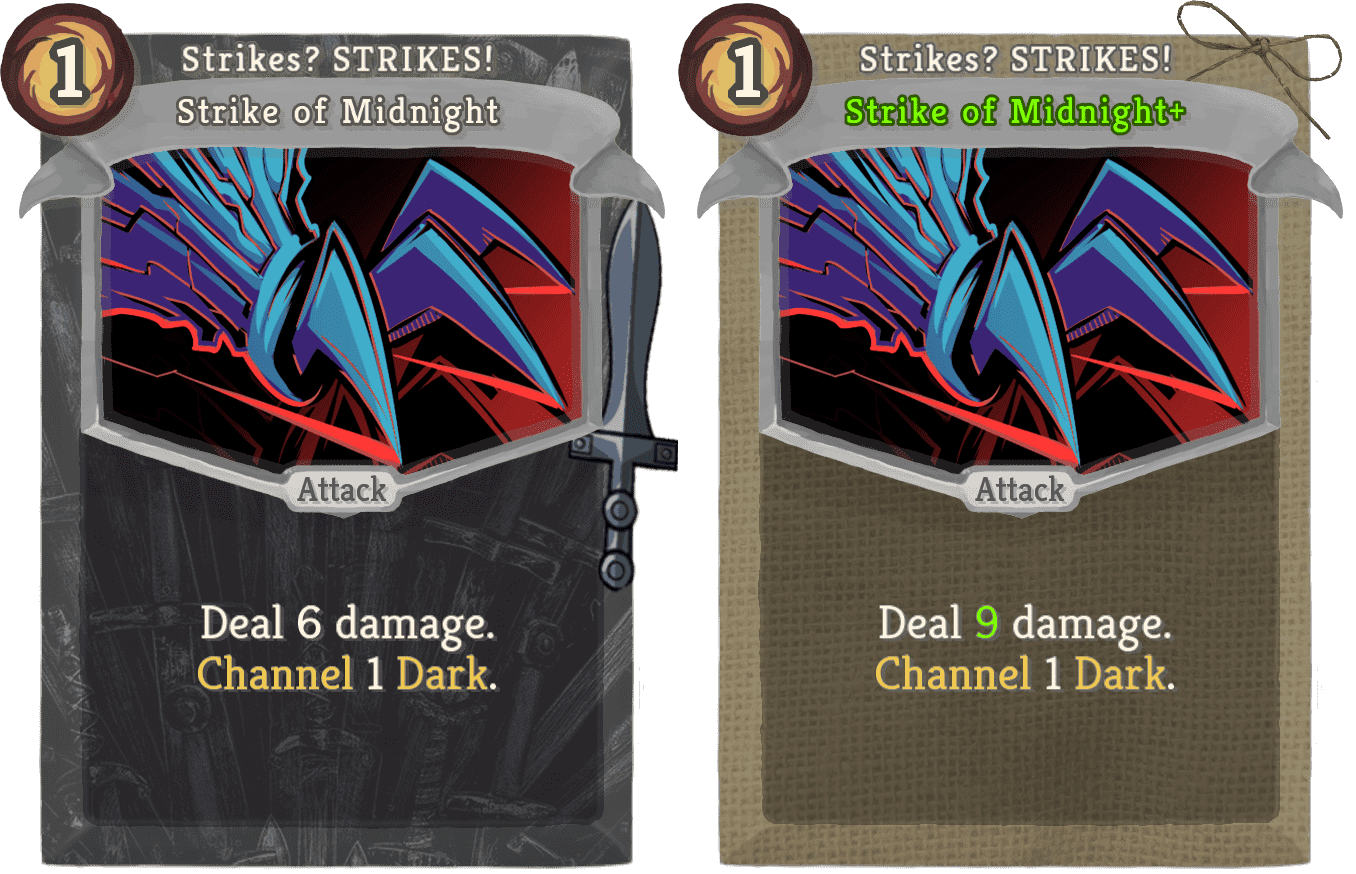 1
Strikes? STRIKES!
Strike of Midnight
Attack
Deal 6 damage.
Channel 1 Dark.
1
Strikes? STRIKES!
Strike of Midnight+
Attack
Deal 9 damage.
Channel 1 Dark.